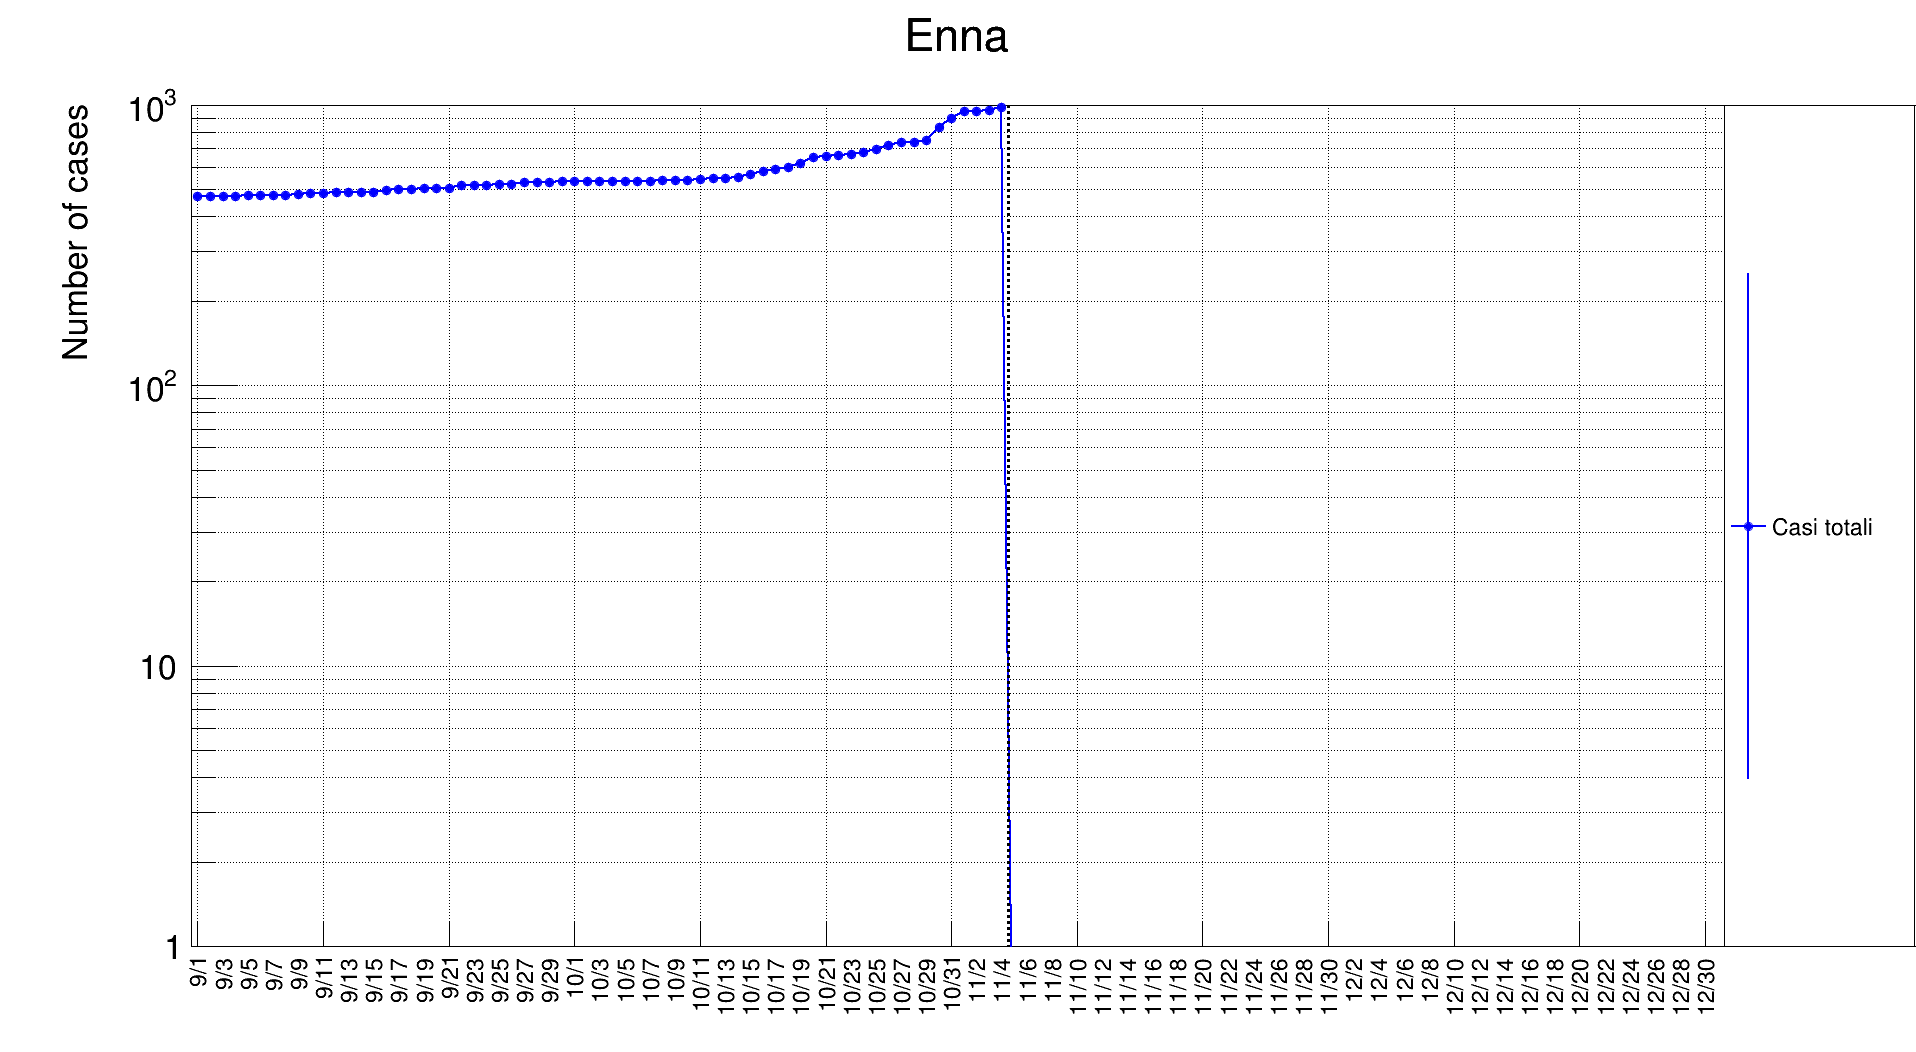 Enna
Number of cases
10³
10²
10
1
9/1 9/3 9/5 9/7 9/9 9/11 9/13 9/15 9/17 9/19 9/21 9/23 9/25 9/27 9/29 10/1 10/3 10/5 10/7 10/9 10/11 10/13 10/15 10/17 10/19 10/21 10/23 10/25 10/27 10/29 10/31 11/2 11/4 11/6 11/8 11/10 11/12 11/14 11/16 11/18 11/20 11/22 11/24 11/26 11/28 11/30 12/2 12/4 12/6 12/8 12/10 12/12 12/14 12/16 12/18 12/20 12/22 12/24 12/26 12/28 12/30
Casi totali